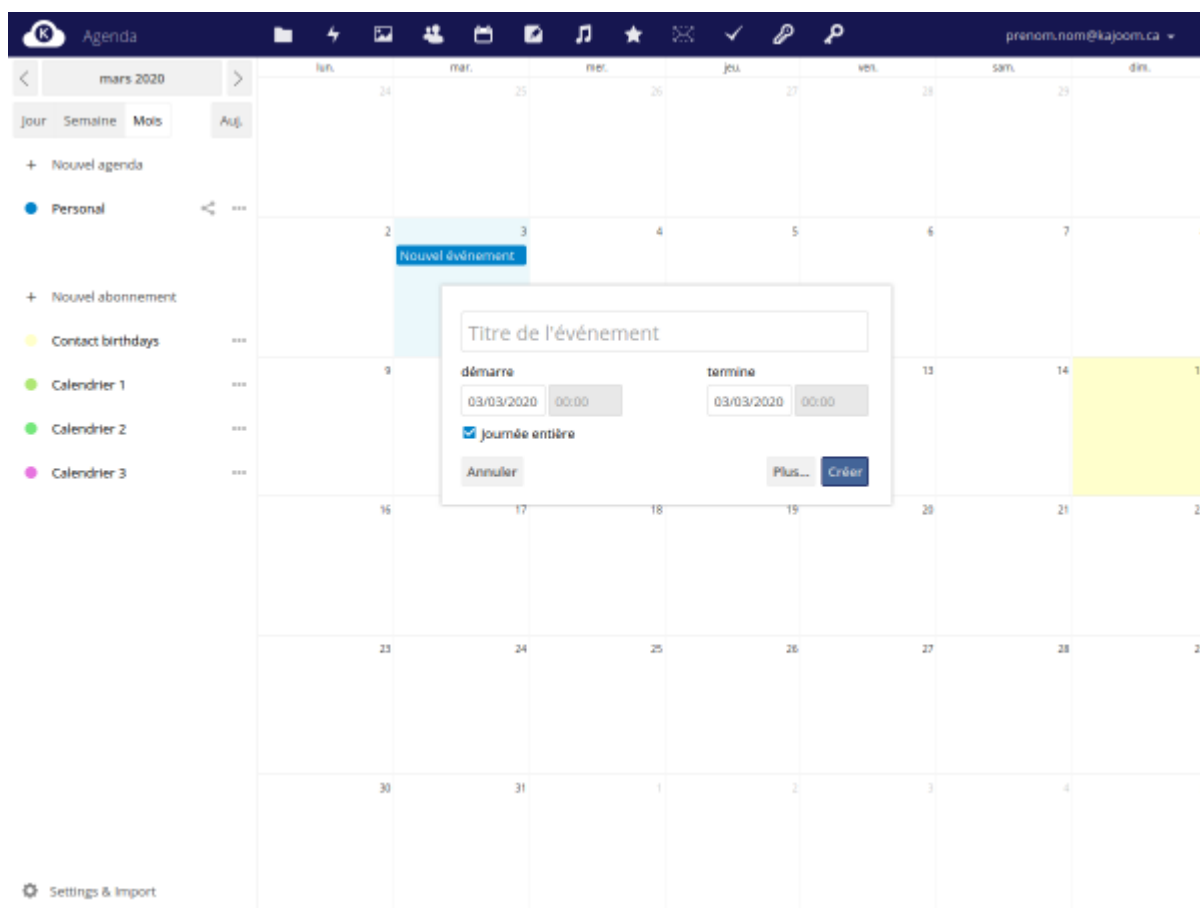 K Agenda prenom.nom@kajoom.ca
mars 2020
lun. mar. mer. jeu. ven. sam. dim.
24 25 26 27 28 29
Jour Semaine Mois Auj.
+ Nouvel agenda
Personal
2 3 4 5 6 7
Nouvel événement
+ Nouvel abonnement
Contact birthdays
Calendrier 1
Calendrier 2
Calendrier 3
Titre de l'événement
démarre termine
03/03/2020 00:00 03/03/2020 00:00
Journée entière
Annuler Plus... Créer
9 13 14
16 17 18 19 20 21
23 24 25 26 27 28
30 31 1 2 3 4
Settings & Import